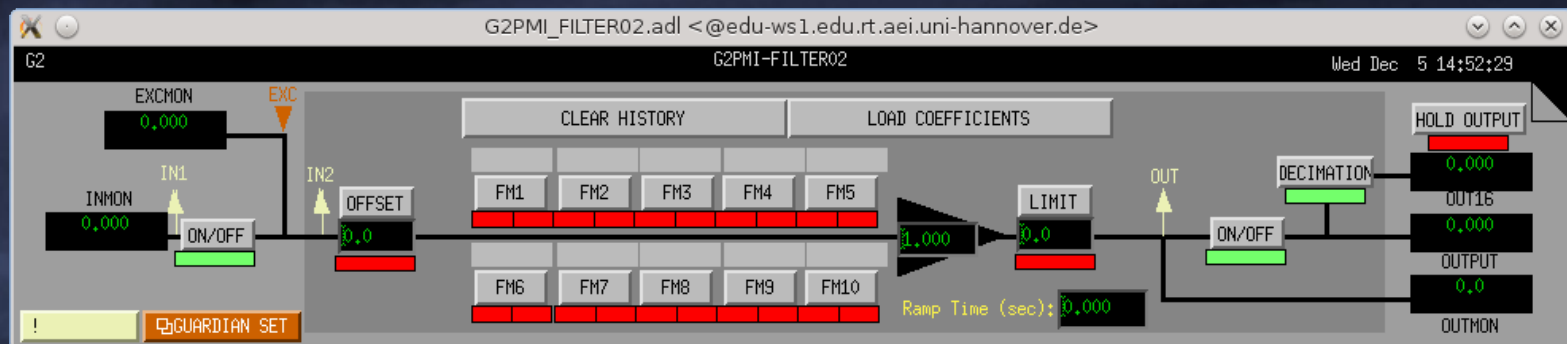 G2PMI_FILTER02.adl <@edu-ws1.edu.rt.aei.uni-hannover.de>
G2
G2PMI-FILTER02
Wed Dec 5 14:52:29
EXCMON
0.000
EXC
CLEAR HISTORY
LOAD COEFFICIENTS
HOLD OUTPUT
INMON
0.000
IN1
ON/OFF
IN2
OFFSET
0.0
FM1
FM2
FM3
FM4
FM5
1.000
LIMIT
0.0
OUT
ON/OFF
DECIMATION
0.000
OUT16
0.000
OUTPUT
0.0
OUTMON
FM6
FM7
FM8
FM9
FM10
Ramp Time (sec): 0.000
!
GUARDIAN SET